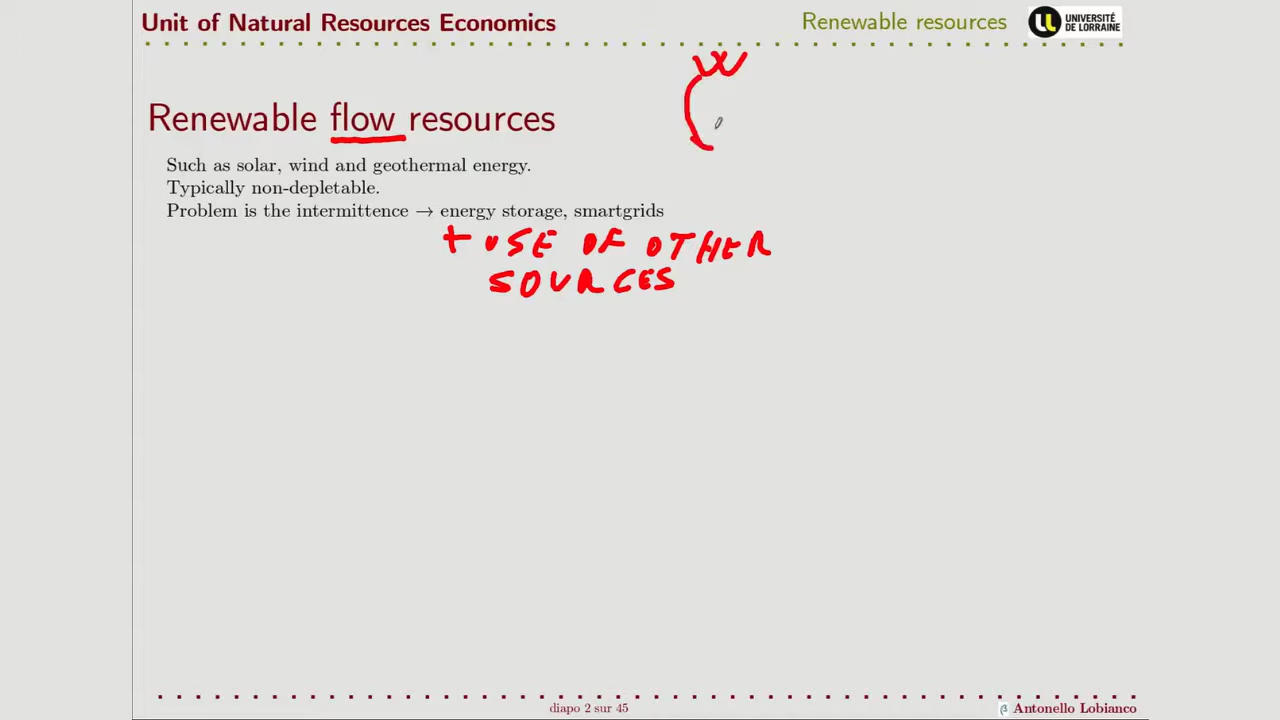 Unit of Natural Resources Economics
Renewable resources
UNIVERSITÉ
DE LORRAINE
Renewable flow resources
Such as solar, wind and geothermal energy.
Typically non-depletable.
Problem is the intermittence → energy storage, smartgrids
+ USE OF OTHER
SOURCES
diapo 2 sur 45
β Antonello Lobianco